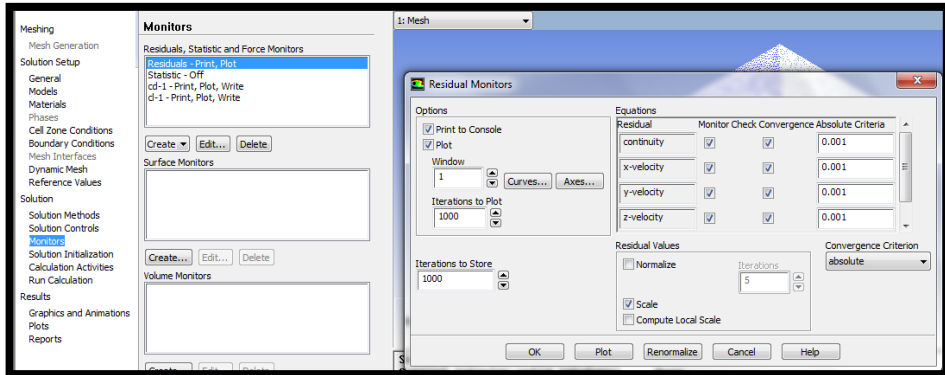 Meshing
Mesh Generation
Solution Setup
General
Models
Materials
Phases
Cell Zone Conditions
Boundary Conditions
Mesh Interfaces
Dynamic Mesh
Reference Values
Solution
Solution Methods
Solution Controls
Monitors
Solution Initialization
Calculation Activities
Run Calculation
Results
Graphics and Animations
Plots
Reports
Monitors
Residuals, Statistic and Force Monitors
Residuals - Print, Plot
Statistic - Off
cd-1 - Print, Plot, Write
cl-1 - Print, Plot, Write
Create Edit... Delete
Surface Monitors
Create... Edit... Delete
Volume Monitors
Create... Edit... Delete
1: Mesh
Residual Monitors
Options
Print to Console
Plot
Window
1 Curves... Axes...
Iterations to Plot
1000
Iterations to Store
1000
Equations
Residual Monitor Check Convergence Absolute Criteria
continuity 0.001
x-velocity 0.001
y-velocity 0.001
z-velocity 0.001
Residual Values
Normalize Iterations
5
Scale
Compute Local Scale
Convergence Criterion
absolute
OK Plot Renormalize Cancel Help